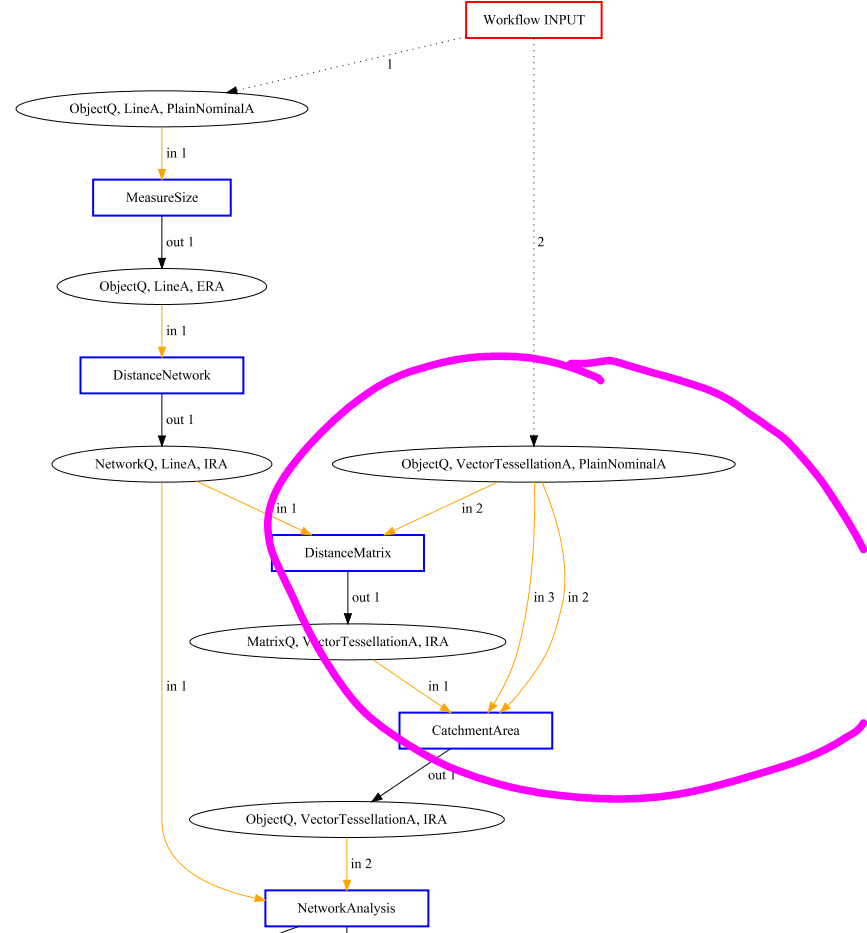 Workflow INPUT
1
ObjectQ, LineA, PlainNominalA
in 1
MeasureSize
out 1
2
ObjectQ, LineA, ERA
in 1
DistanceNetwork
out 1
NetworkQ, LineA, IRA
ObjectQ, VectorTessellationA, PlainNominalA
in 1
in 2
DistanceMatrix
out 1
in 3
in 2
MatrixQ, VectorTessellationA, IRA
in 1
in 1
CatchmentArea
out 1
ObjectQ, VectorTessellationA, IRA
in 2
NetworkAnalysis